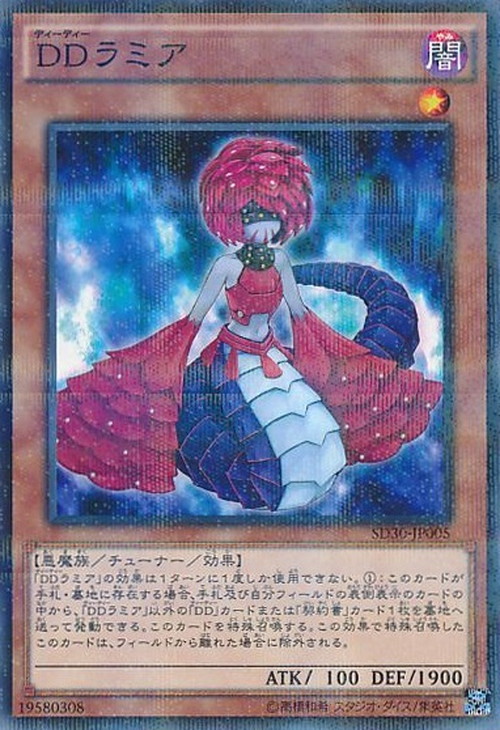 ディーディー
DDラミア
やみ
闇
SD30-JP005
【悪魔族/チューナー/効果】
「DDラミア」の効果は1ターンに1度しか使用できない。①:このカードが
手札・墓地に存在する場合、手札及び自分フィールドの表側表示のカードの
中から、「DDラミア」以外の「DD」カードまたは「契約書」カード1枚を墓地へ
送って発動できる。このカードを特殊召喚する。この効果で特殊召喚した
このカードは、フィールドから離れた場合に除外される。
ATK/ 100 DEF/1900
19580308
©高橋和希 スタジオ・ダイス/集英社